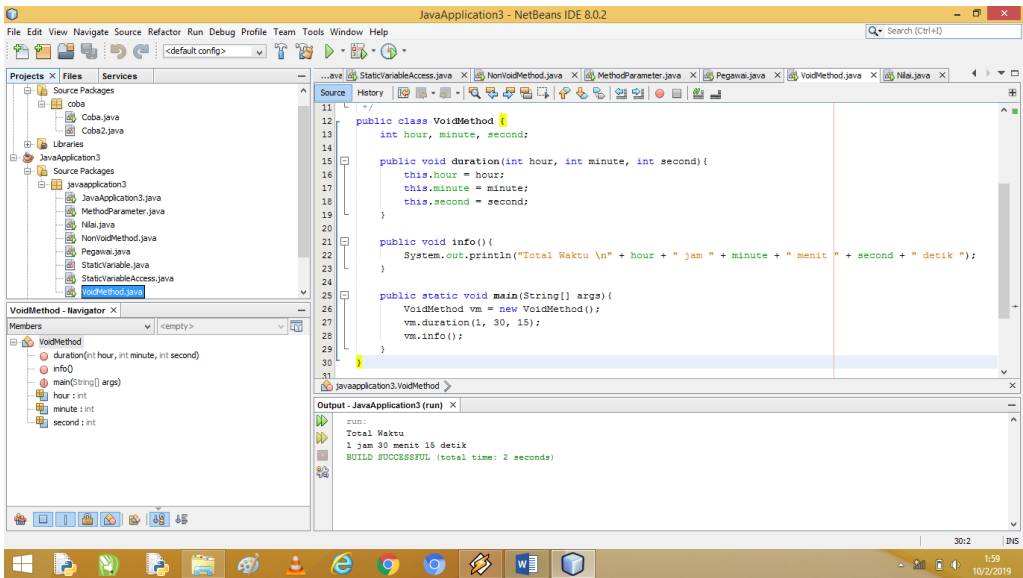 JavaApplication3 - NetBeans IDE 8.0.2
File Edit View Navigate Source Refactor Run Debug Profile Team Tools Window Help
Search (Ctrl+I)
<default config>
Projects Files Services
Source Packages
coba
Coba.java
Coba2.java
Libraries
JavaApplication3
Source Packages
javaapplication3
JavaApplication3.java
MethodParameter.java
Nilai.java
NonVoidMethod.java
Pegawai.java
StaticVariable.java
StaticVariableAccess.java
VoidMethod.java
VoidMethod - Navigator
Members <empty>
VoidMethod
duration(int hour, int minute, int second)
info()
main(String[] args)
hour : int
minute : int
second : int
...ava StaticVariableAccess.java NonVoidMethod.java MethodParameter.java Pegawai.java VoidMethod.java Nilai.java
Source History
11 */
12 public class VoidMethod {
13 int hour, minute, second;
14
15 public void duration(int hour, int minute, int second){
16 this.hour = hour;
17 this.minute = minute;
18 this.second = second;
19 }
20
21 public void info(){
22 System.out.println("Total Waktu \n" + hour + " jam " + minute + " menit " + second + " detik ");
23 }
24
25 public static void main(String[] args){
26 VoidMethod vm = new VoidMethod();
27 vm.duration(1, 30, 15);
28 vm.info();
29 }
30 }
31
javaapplication3.VoidMethod
Output - JavaApplication3 (run)
run:
Total Waktu
1 jam 30 menit 15 detik
BUILD SUCCESSFUL (total time: 2 seconds)
30:2 INS
1:59
10/2/2019